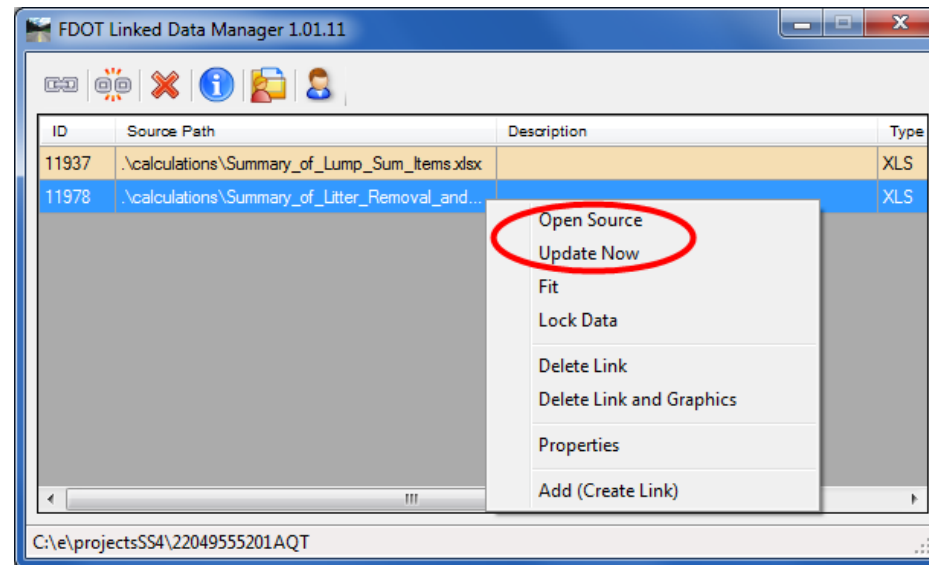 FDOT Linked Data Manager 1.01.11
ID Source Path Description Type
11937 .\calculations\Summary_of_Lump_Sum_Items.xlsx XLS
11978 .\calculations\Summary_of_Litter_Removal_and... XLS
Open Source
Update Now
Fit
Lock Data
Delete Link
Delete Link and Graphics
Properties
Add (Create Link)
C:\e\projectsSS4\22049555201AQT